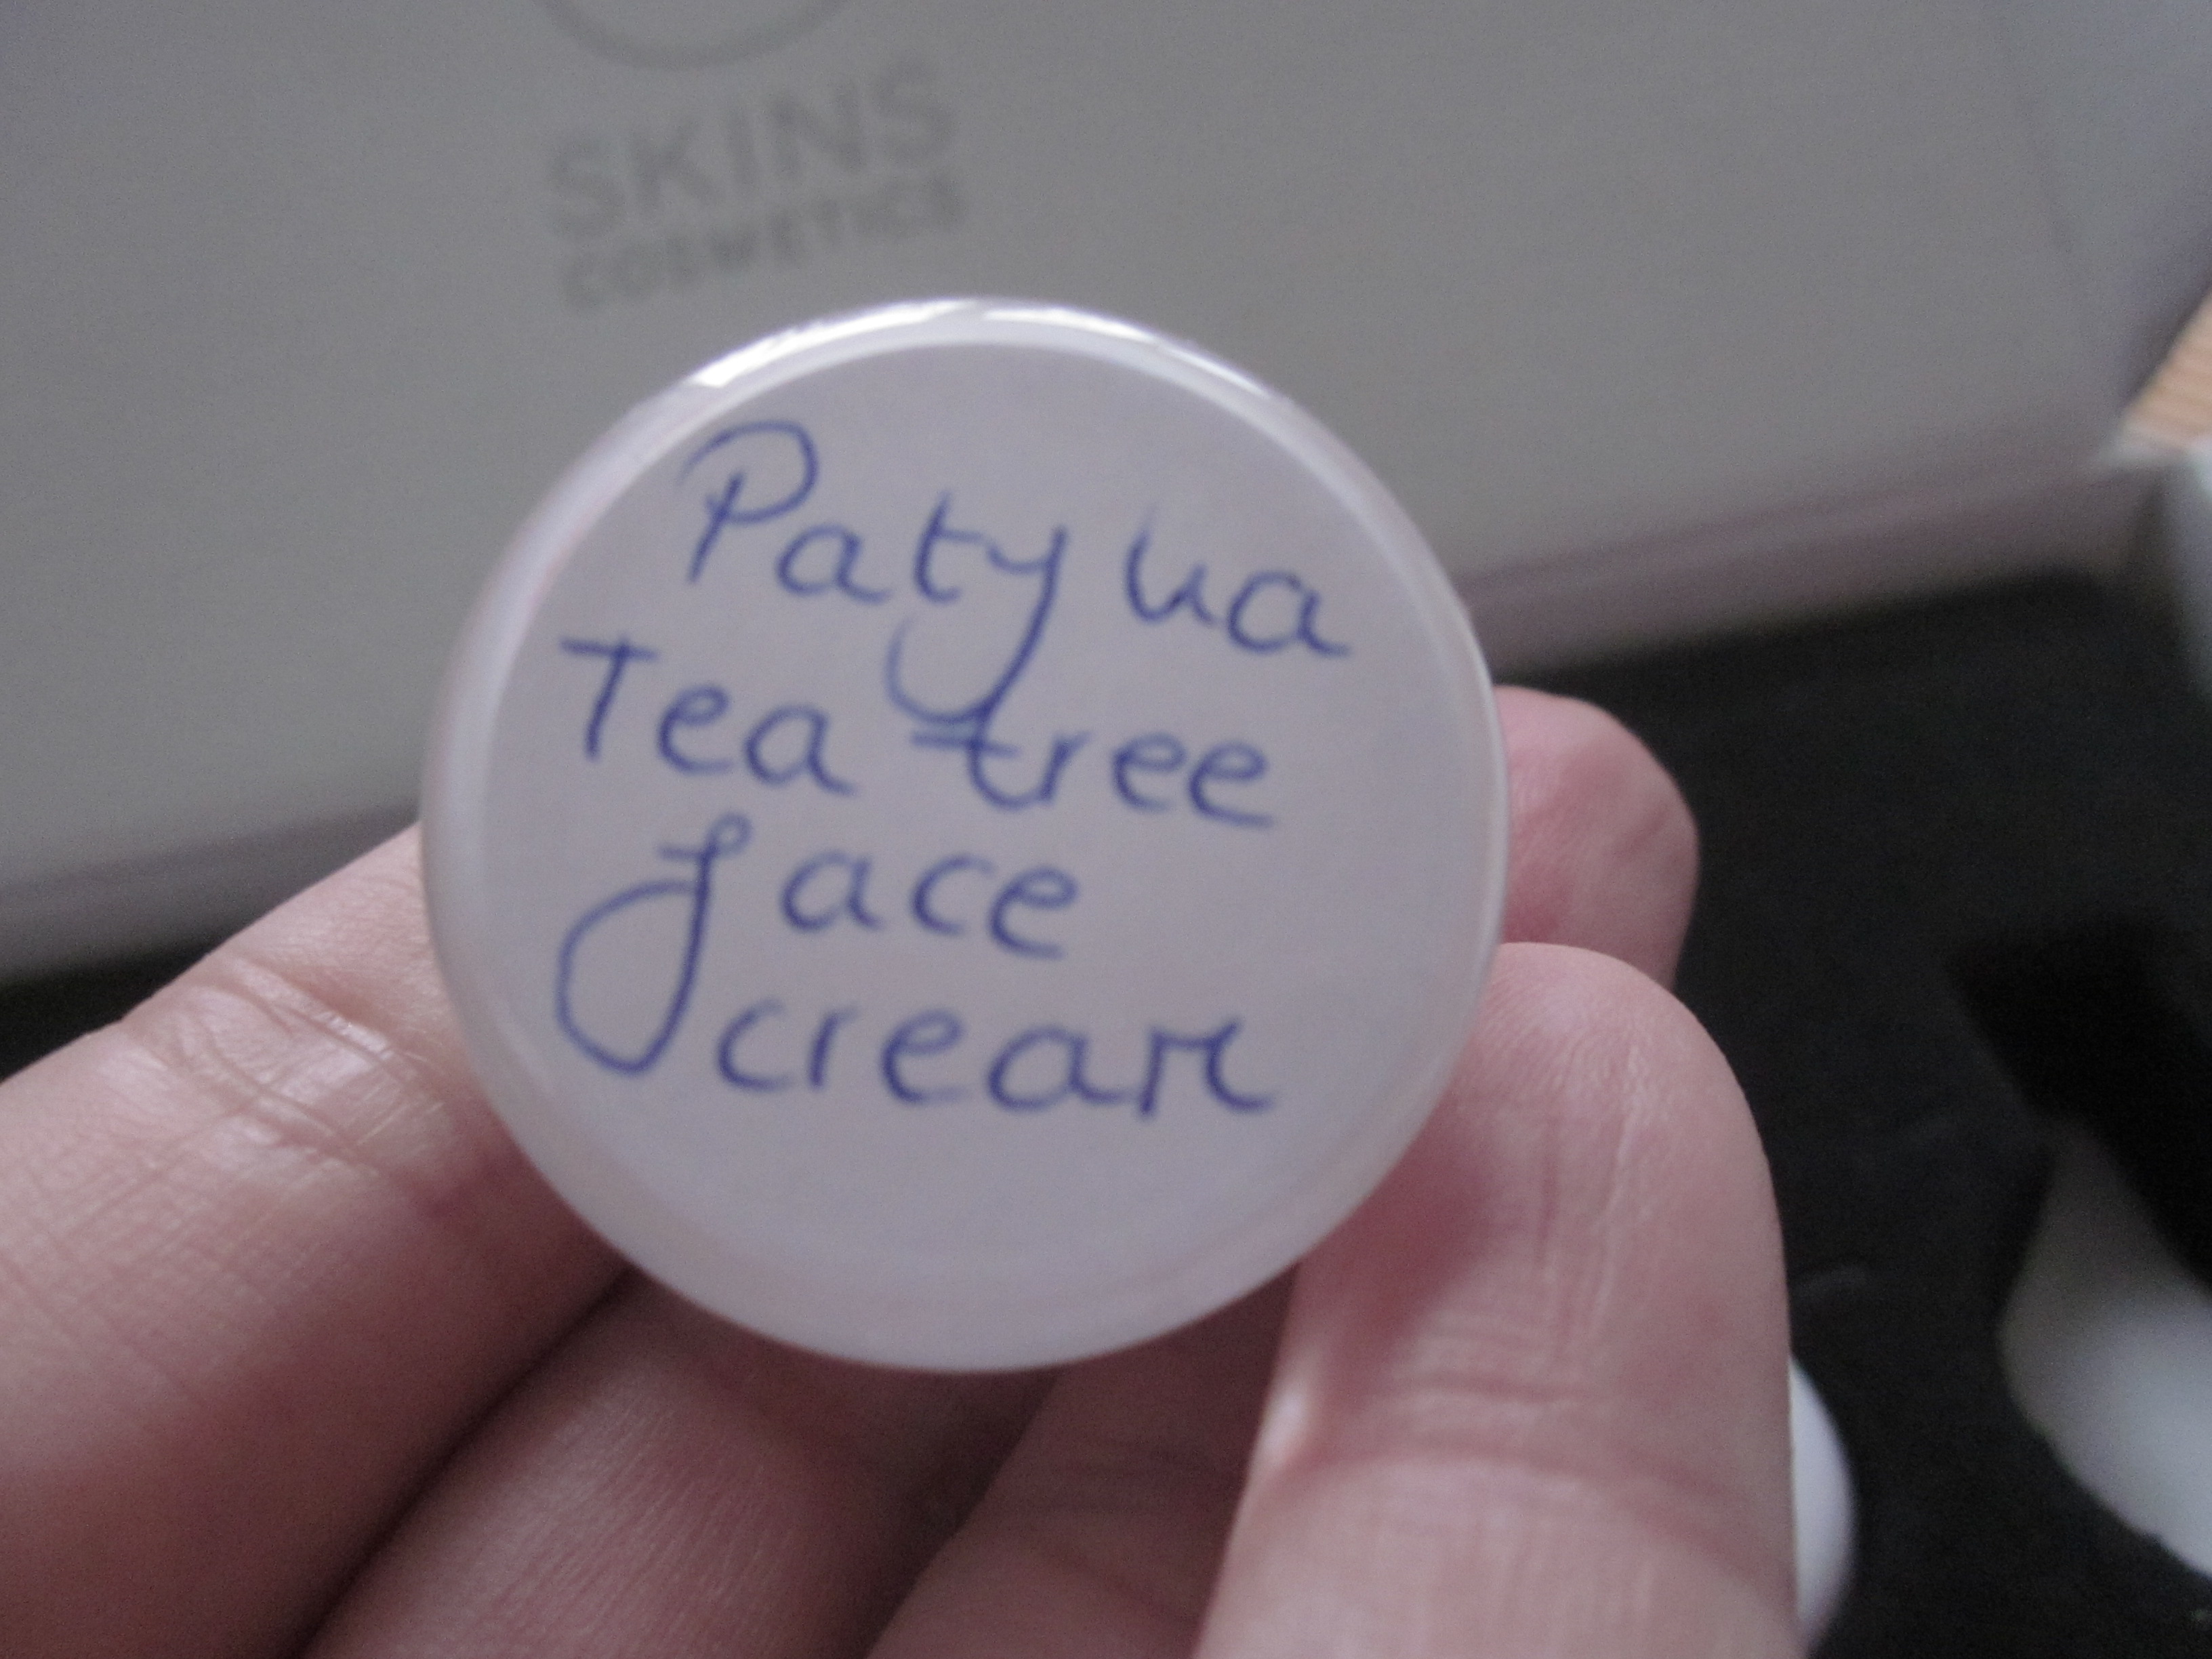 SKINS
COSMETICS
Patyka
Tea tree
face
cream